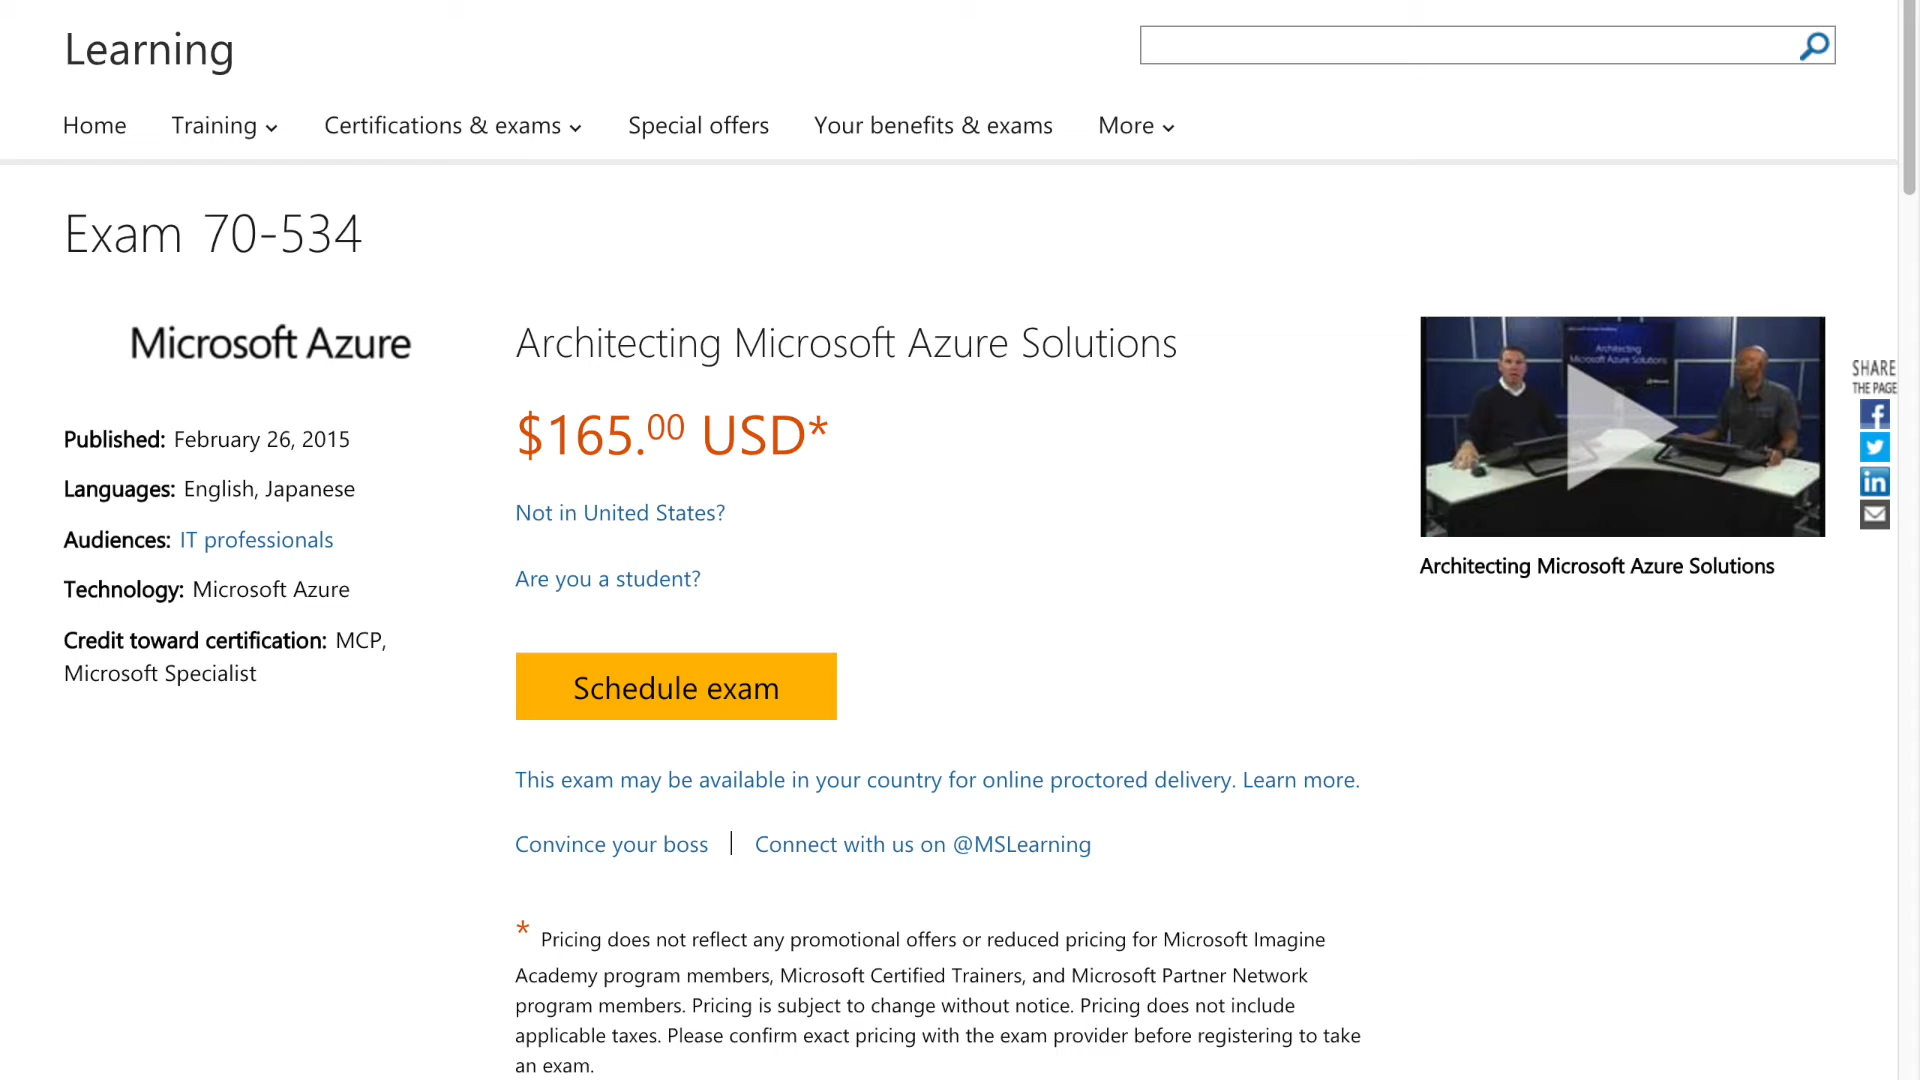 Learning
Home Training Certifications & exams Special offers Your benefits & exams More
Exam 70-534
Microsoft Azure
Published: February 26, 2015
Languages: English, Japanese
Audiences: IT professionals
Technology: Microsoft Azure
Credit toward certification: MCP,
Microsoft Specialist
Architecting Microsoft Azure Solutions
$165.00 USD*
Not in United States?
Are you a student?
Schedule exam
This exam may be available in your country for online proctored delivery. Learn more.
Convince your boss | Connect with us on @MSLearning
* Pricing does not reflect any promotional offers or reduced pricing for Microsoft Imagine
Academy program members, Microsoft Certified Trainers, and Microsoft Partner Network
program members. Pricing is subject to change without notice. Pricing does not include
applicable taxes. Please confirm exact pricing with the exam provider before registering to take
an exam.
Architecting
Microsoft Azure Solutions
Architecting Microsoft Azure Solutions
SHARE
THE PAGE
f
in